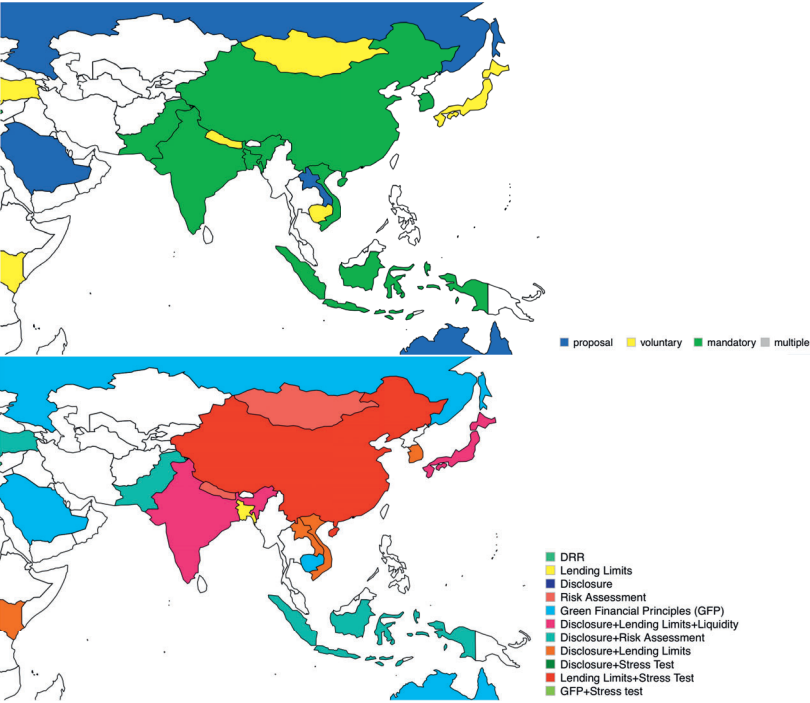 proposal voluntary mandatory multiple
DRR
Lending Limits
Disclosure
Risk Assessment
Green Financial Principles (GFP)
Disclosure+Lending Limits+Liquidity
Disclosure+Risk Assessment
Disclosure+Lending Limits
Disclosure+Stress Test
Lending Limits+Stress Test
GFP+Stress test